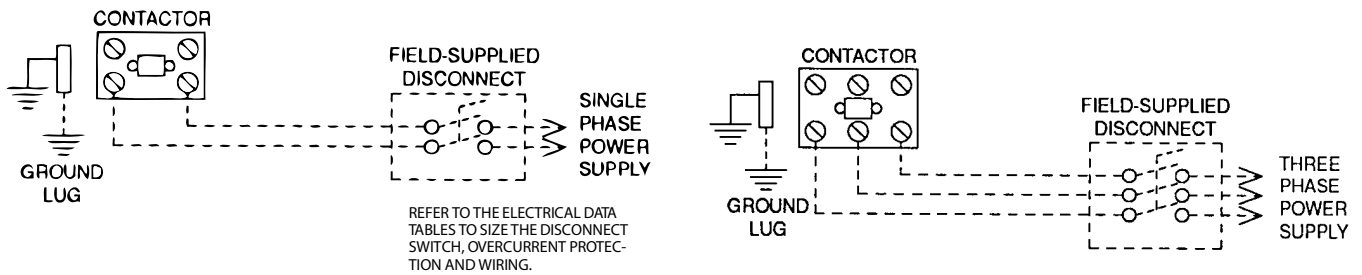 CONTACTOR
FIELD-SUPPLIED
DISCONNECT
SINGLE
PHASE
POWER
SUPPLY
GROUND
LUG
REFER TO THE ELECTRICAL DATA
TABLES TO SIZE THE DISCONNECT
SWITCH, OVERCURRENT PROTEC-
TION AND WIRING.
CONTACTOR
FIELD-SUPPLIED
DISCONNECT
THREE
PHASE
POWER
SUPPLY
GROUND
LUG